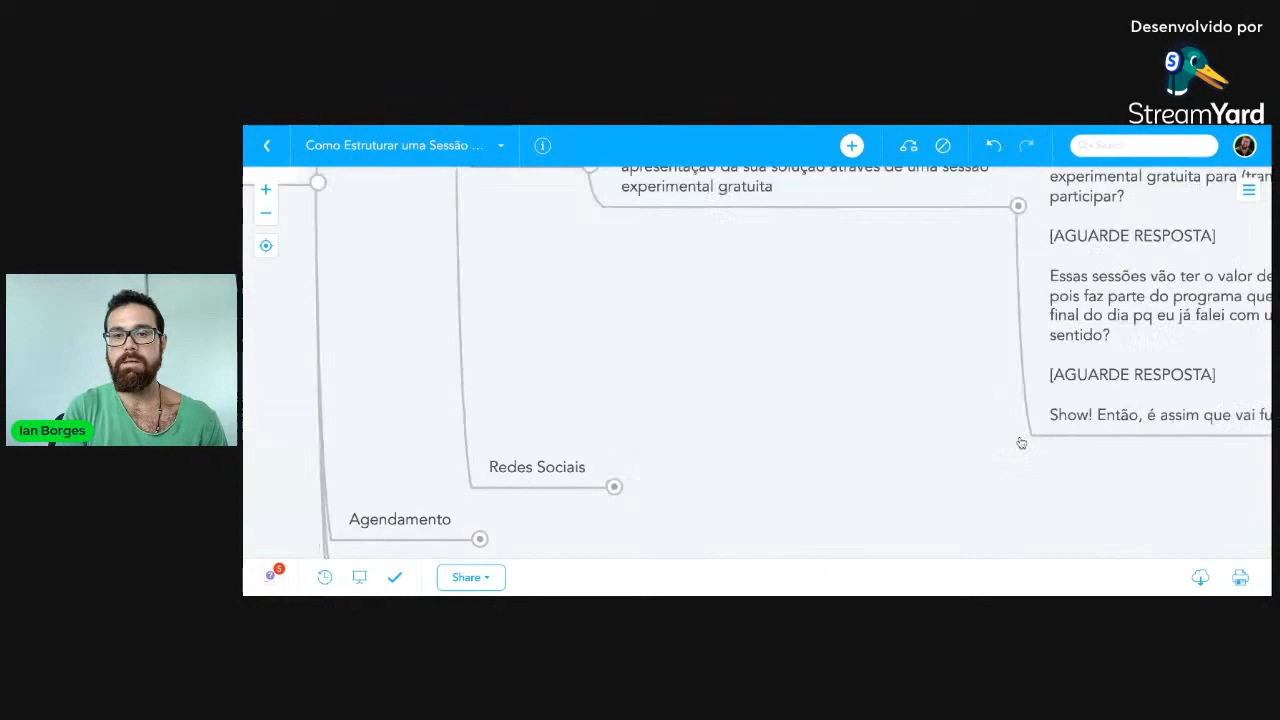 Desenvolvido por
StreamYard
Como Estruturar uma Sessão ...
Search
apresentação da sua solução através de uma sessão
experimental gratuita
experimental gratuita para (tran
participar?
[AGUARDE RESPOSTA]
Essas sessões vão ter o valor de
pois faz parte do programa que
final do dia pq eu já falei com u
sentido?
[AGUARDE RESPOSTA]
Show! Então, é assim que vai fu
Ian Borges
Redes Sociais
Agendamento
5
Share